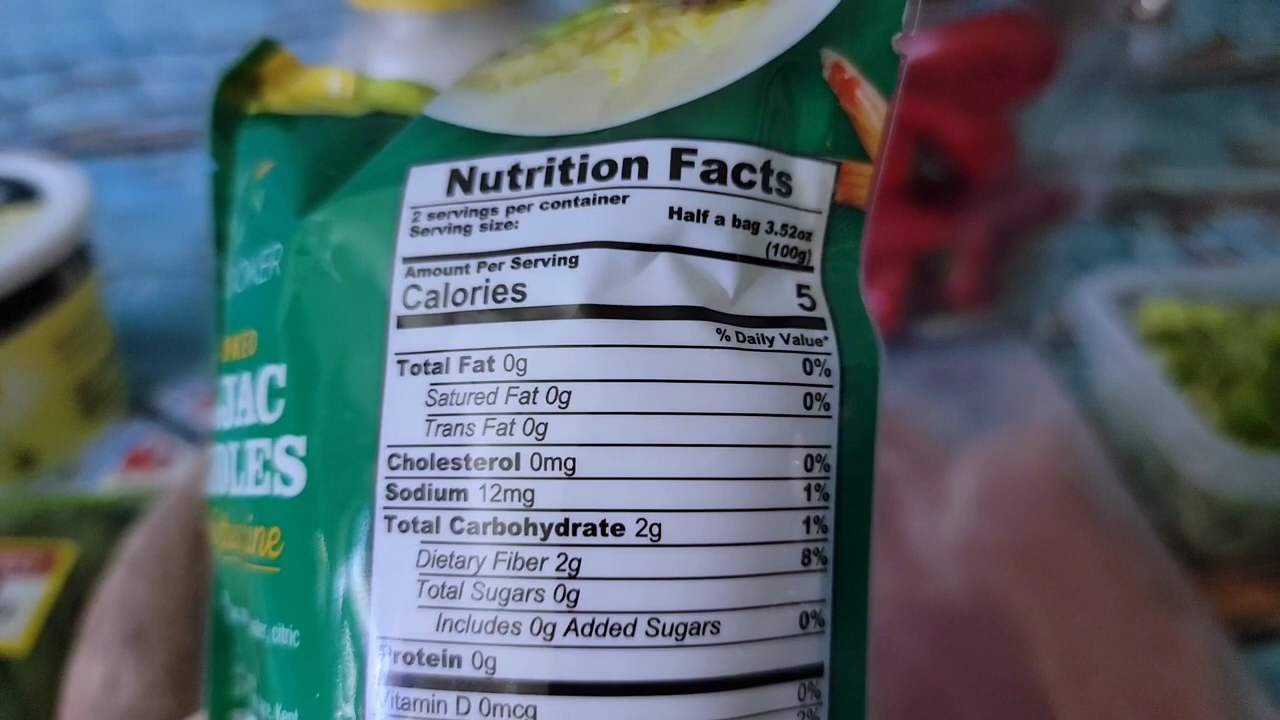 Nutrition Facts
2 servings per container
Serving size: Half a bag 3.52oz
(100g)
Amount Per Serving
Calories 5
% Daily Value*
Total Fat 0g 0%
Satured Fat 0g 0%
Trans Fat 0g
Cholesterol 0mg 0%
Sodium 12mg 1%
Total Carbohydrate 2g 1%
Dietary Fiber 2g 8%
Total Sugars 0g
Includes 0g Added Sugars 0%
Protein 0g
Vitamin D 0mcg 0%
JAC
citric